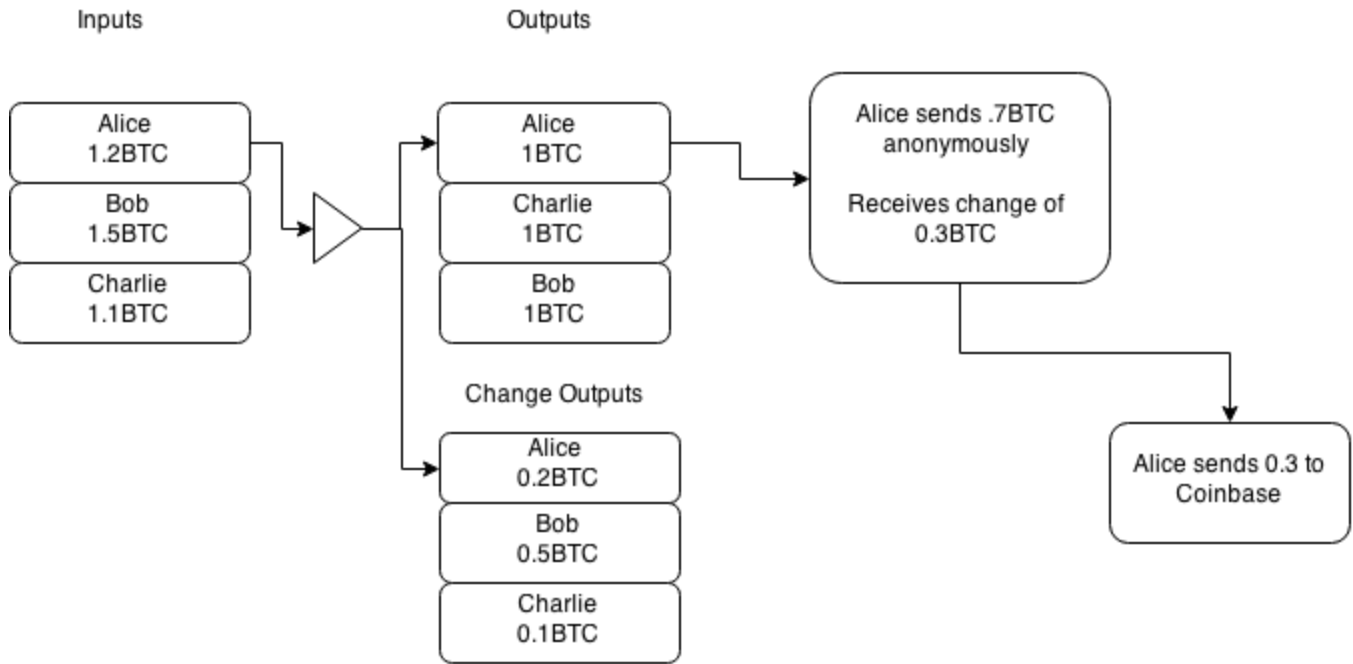 Inputs
Outputs
Alice
1.2BTC
Bob
1.5BTC
Charlie
1.1BTC
Alice
1BTC
Charlie
1BTC
Bob
1BTC
Change Outputs
Alice
0.2BTC
Bob
0.5BTC
Charlie
0.1BTC
Alice sends .7BTC
anonymously
Receives change of
0.3BTC
Alice sends 0.3 to
Coinbase